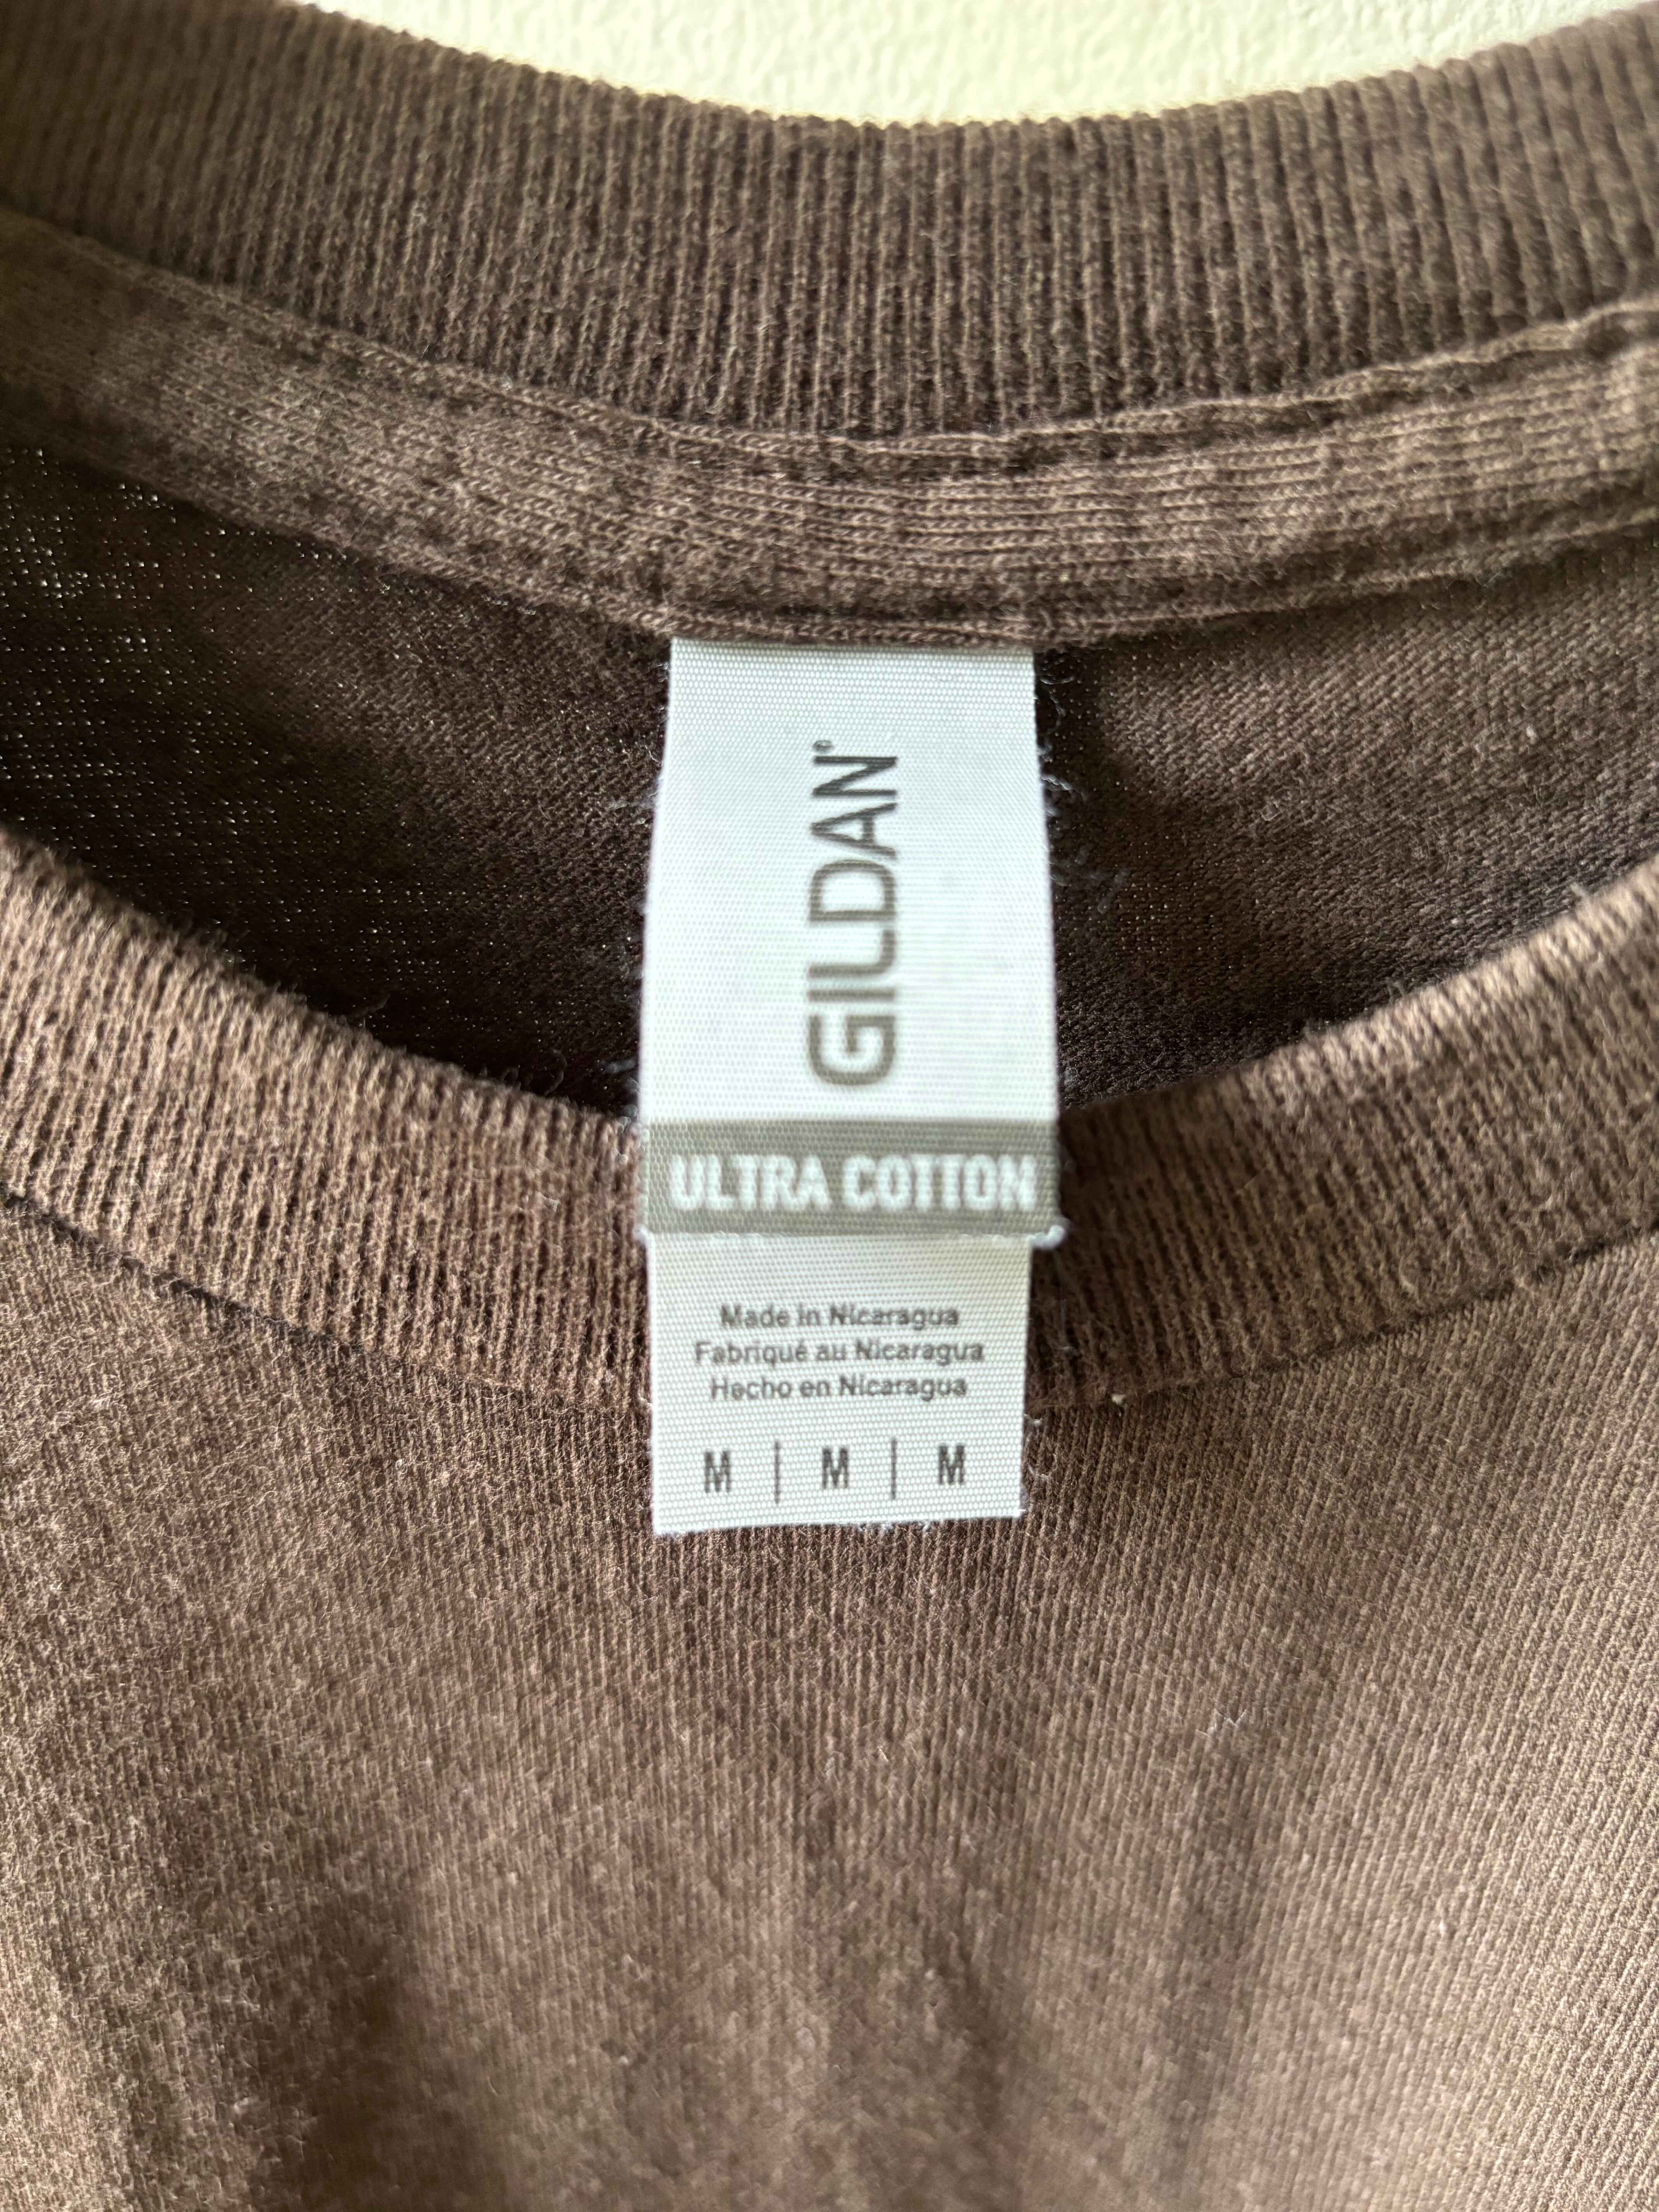 GILDAN®
ULTRA COTTON
Made in Nicaragua
Fabriqué au Nicaragua
Hecho en Nicaragua
M | M | M